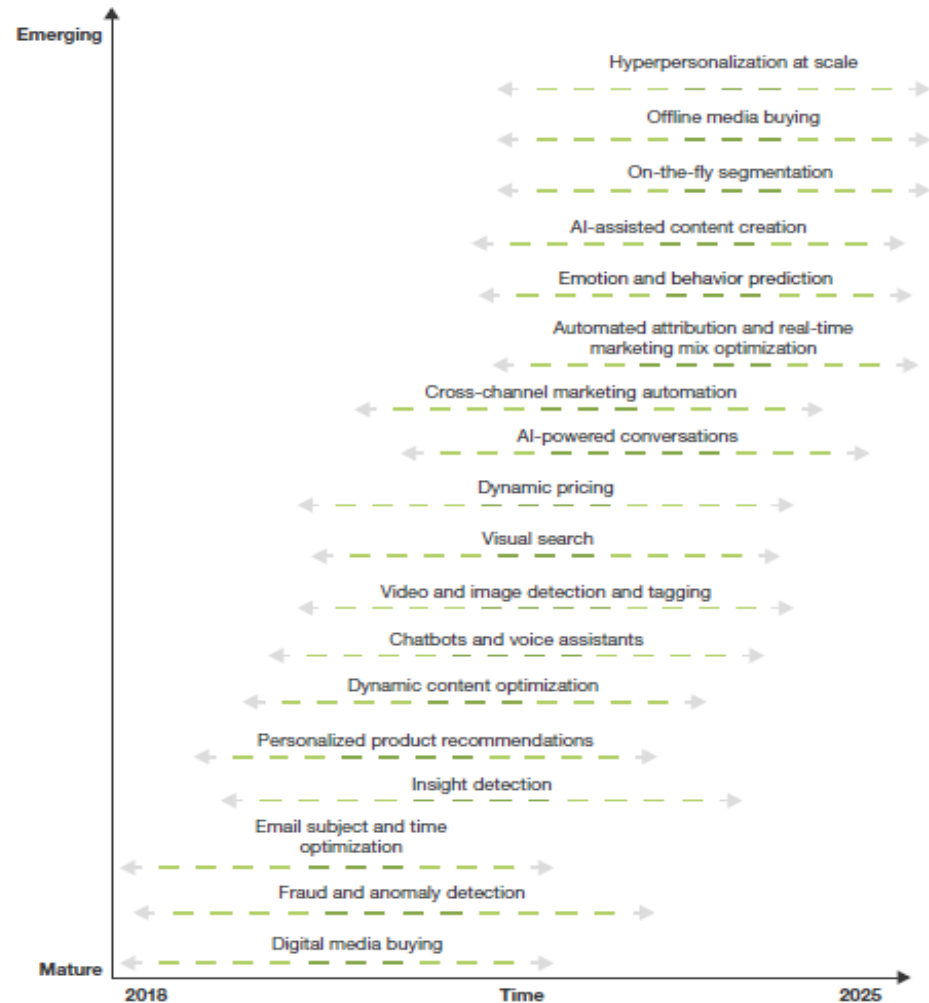 Emerging
Hyperpersonalization at scale
Offline media buying
On-the-fly segmentation
AI-assisted content creation
Emotion and behavior prediction
Automated attribution and real-time
marketing mix optimization
Cross-channel marketing automation
AI-powered conversations
Dynamic pricing
Visual search
Video and image detection and tagging
Chatbots and voice assistants
Dynamic content optimization
Personalized product recommendations
Insight detection
Email subject and time
optimization
Fraud and anomaly detection
Digital media buying
Mature
2018 Time 2025